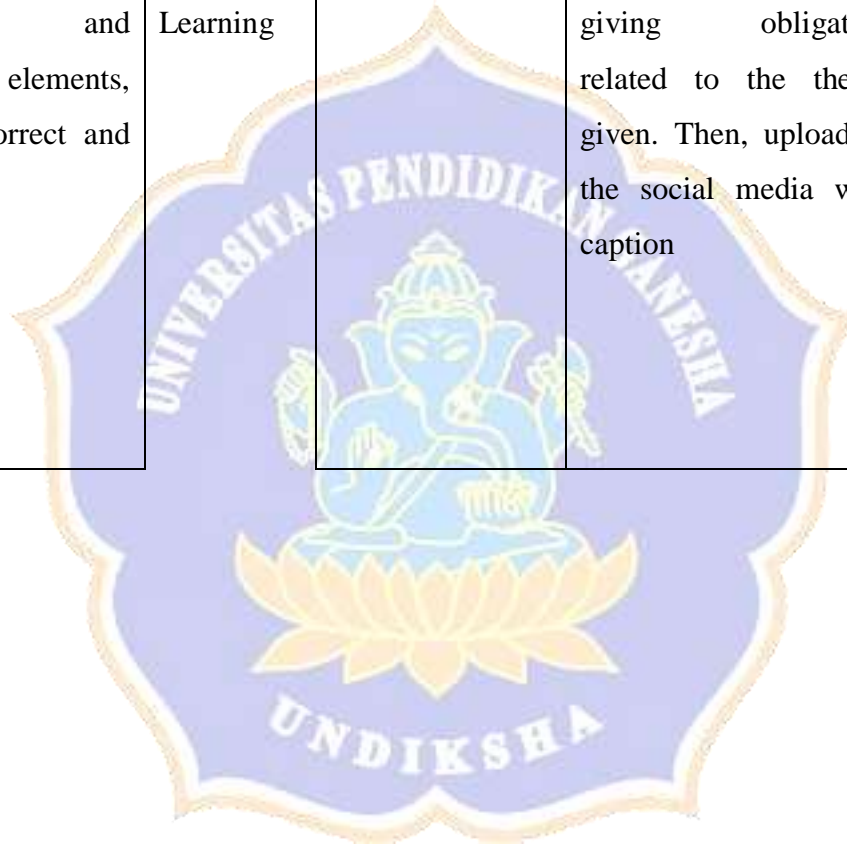 and
elements,
orrect and
Learning
giving obligat
related to the the
given. Then, upload
the social media w
caption
UNIVERSITAS PENDIDIKAN GANESHA
UNDIKSHA